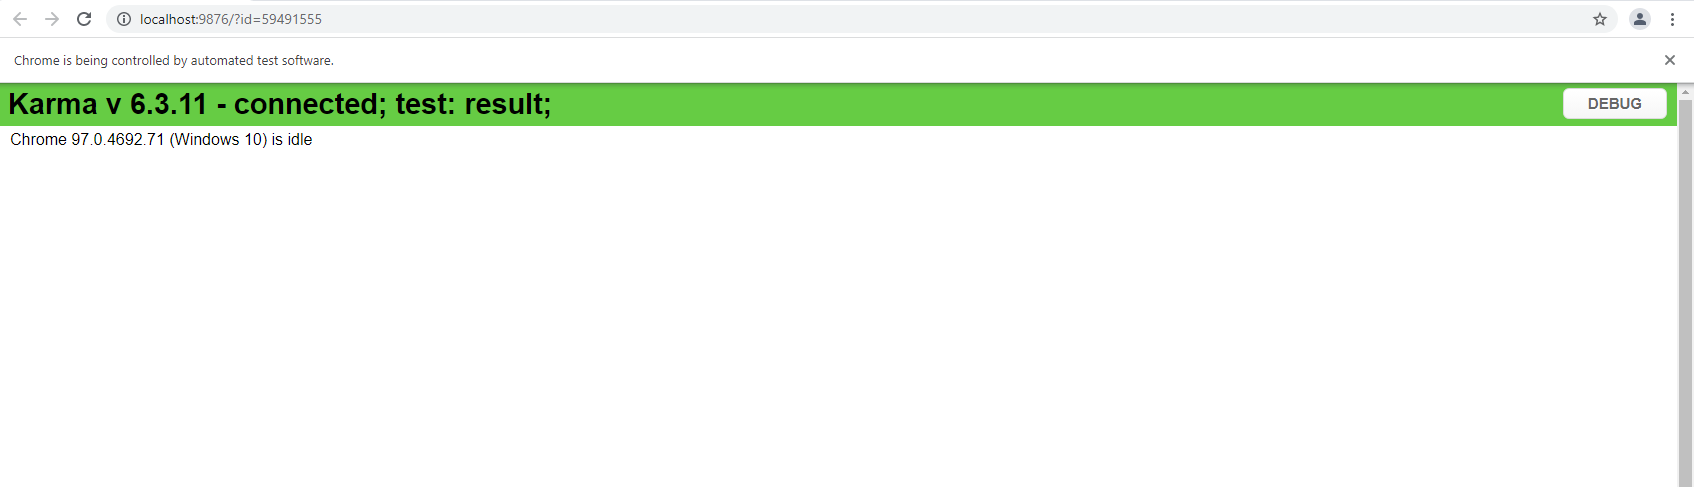 localhost:9876/?id=59491555
Chrome is being controlled by automated test software.
Karma v 6.3.11 - connected; test: result;
DEBUG
Chrome 97.0.4692.71 (Windows 10) is idle